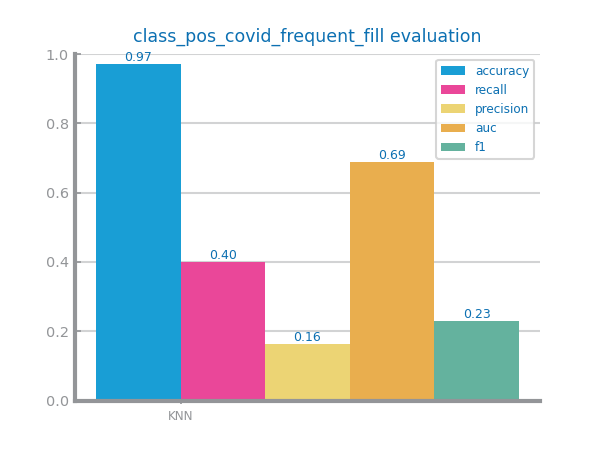 class_pos_covid_frequent_fill evaluation
1.0
0.8
0.6
0.4
0.2
0.0
0.97
0.40
0.16
0.69
0.23
accuracy
recall
precision
auc
f1
KNN